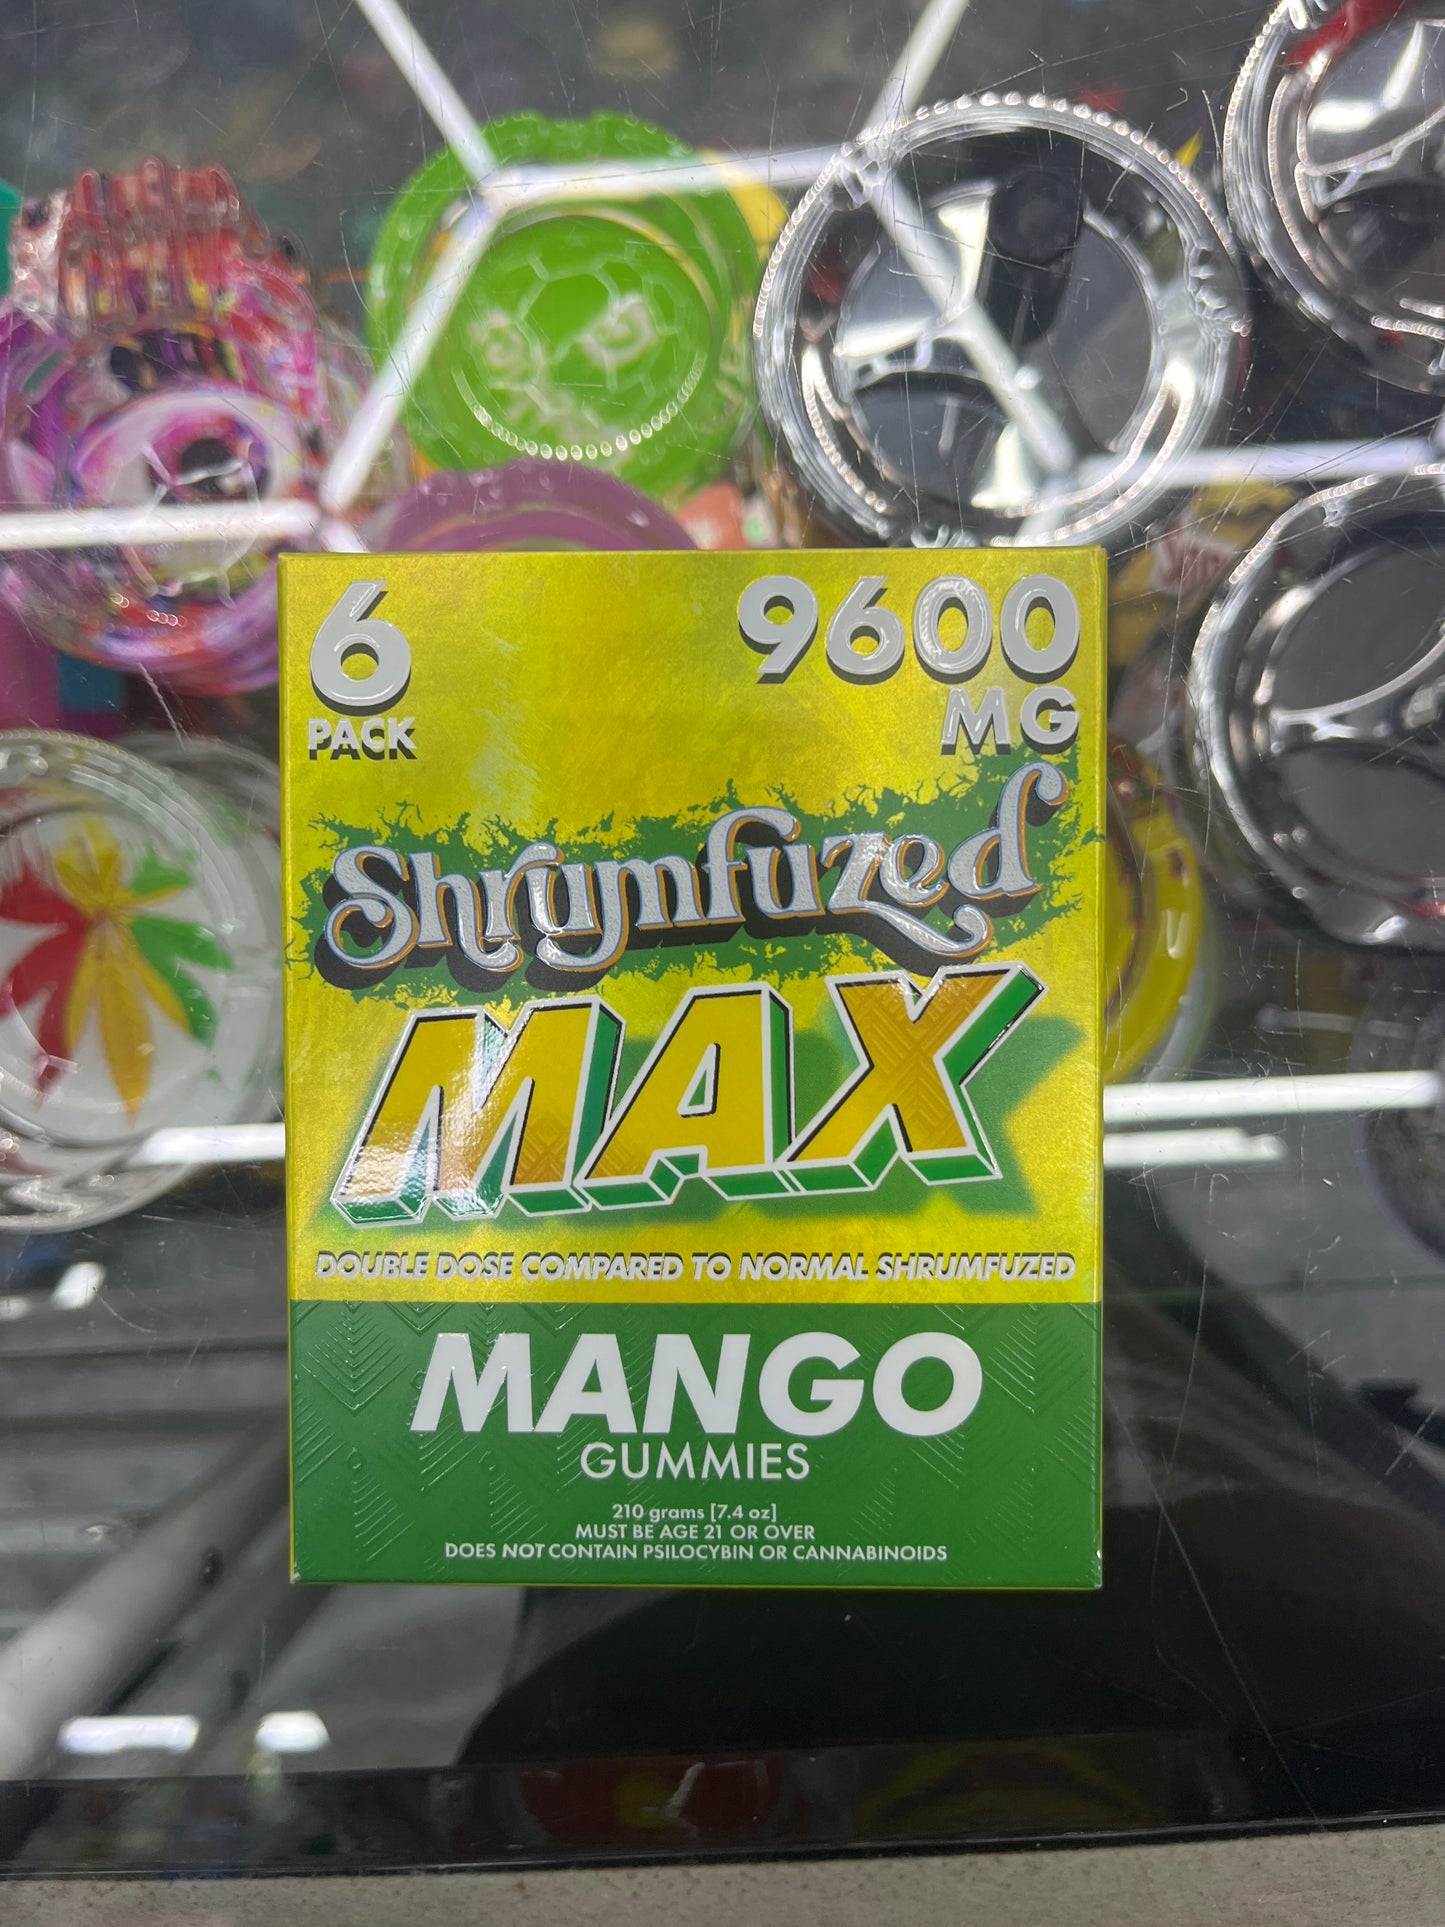 6
PACK
9600
MG
Shrumfuzed
MAX
DOUBLE DOSE COMPARED TO NORMAL SHRUMFUZED
MANGO
GUMMIES
210 grams [7.4 oz]
MUST BE AGE 21 OR OVER
DOES NOT CONTAIN PSILOCYBIN OR CANNABINOIDS